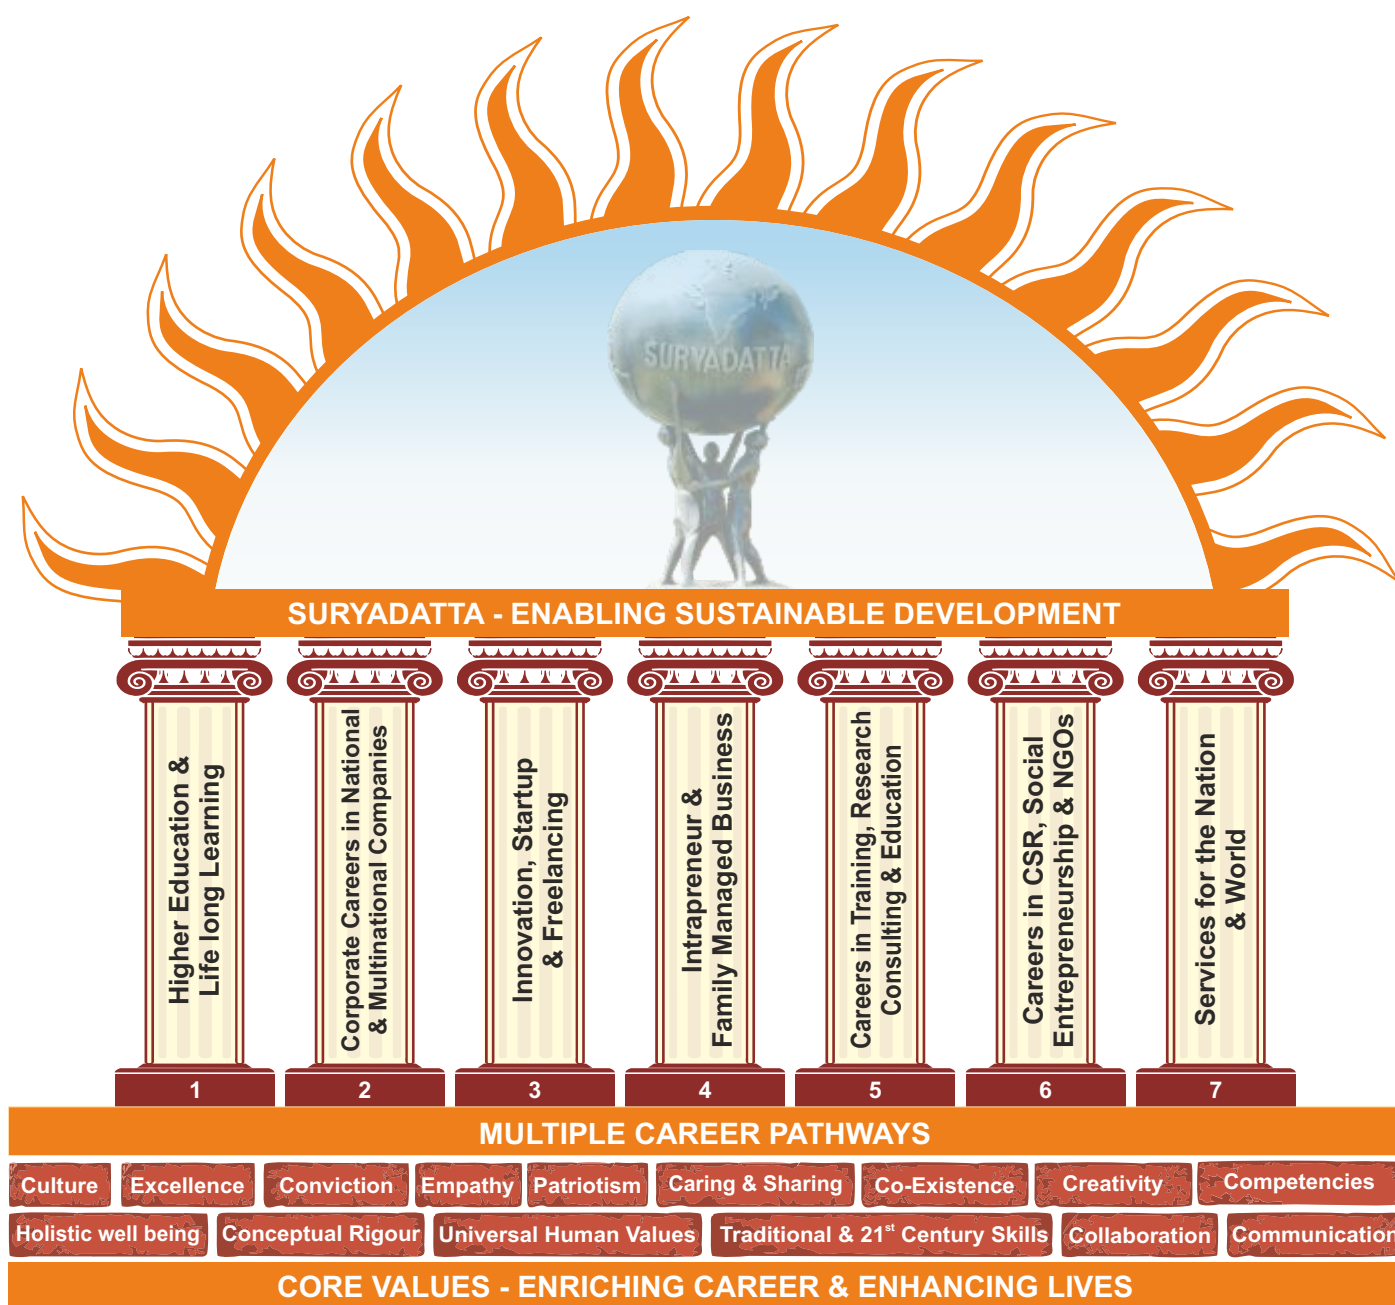 SURYADATTA
SURYADATTA - ENABLING SUSTAINABLE DEVELOPMENT
Higher Education &
Life long Learning
Corporate Careers in National
& Multinational Companies
Innovation, Startup
& Freelancing
Intrapreneur &
Family Managed Business
Careers in Training, Research
Consulting & Education
Careers in CSR, Social
Entrepreneurship & NGOs
Services for the Nation
& World
1 2 3 4 5 6 7
MULTIPLE CAREER PATHWAYS
Culture Excellence Conviction Empathy Patriotism Caring & Sharing Co-Existence Creativity Competencies
Holistic well being Conceptual Rigour Universal Human Values Traditional & 21st Century Skills Collaboration Communication
CORE VALUES - ENRICHING CAREER & ENHANCING LIVES